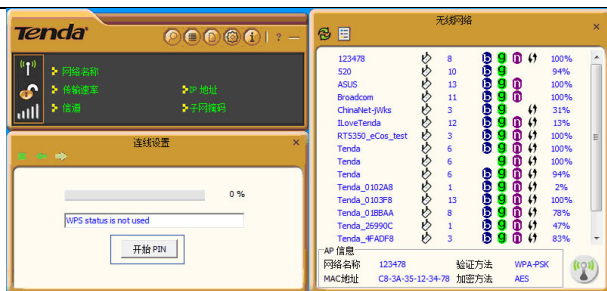 Tenda
? —
网络名称
传输速率
IP 地址
信道
子网掩码
连线设置 ×
0 %
WPS status is not used
开始 PIN
无线网络 ×
123478 8 b g n 100%
520 10 b g 94%
ASUS 13 b g n 100%
Broadcom 11 b g n 100%
ChinaNet-jWks 3 b g 31%
ILoveTenda 12 b g n 13%
RT5350_eCos_test 3 b g n 100%
Tenda 6 b g n 100%
Tenda 6 g n 100%
Tenda 6 b g n 94%
Tenda_0102A8 1 b g n 2%
Tenda_0103F8 13 b g n 100%
Tenda_01BBAA 8 b g n 78%
Tenda_26990C 1 b g n 47%
Tenda_4FADF8 3 b g n 83%
AP 信息
网络名称 123478 验证方法 WPA-PSK
MAC地址 C8-3A-35-12-34-78 加密方法 AES